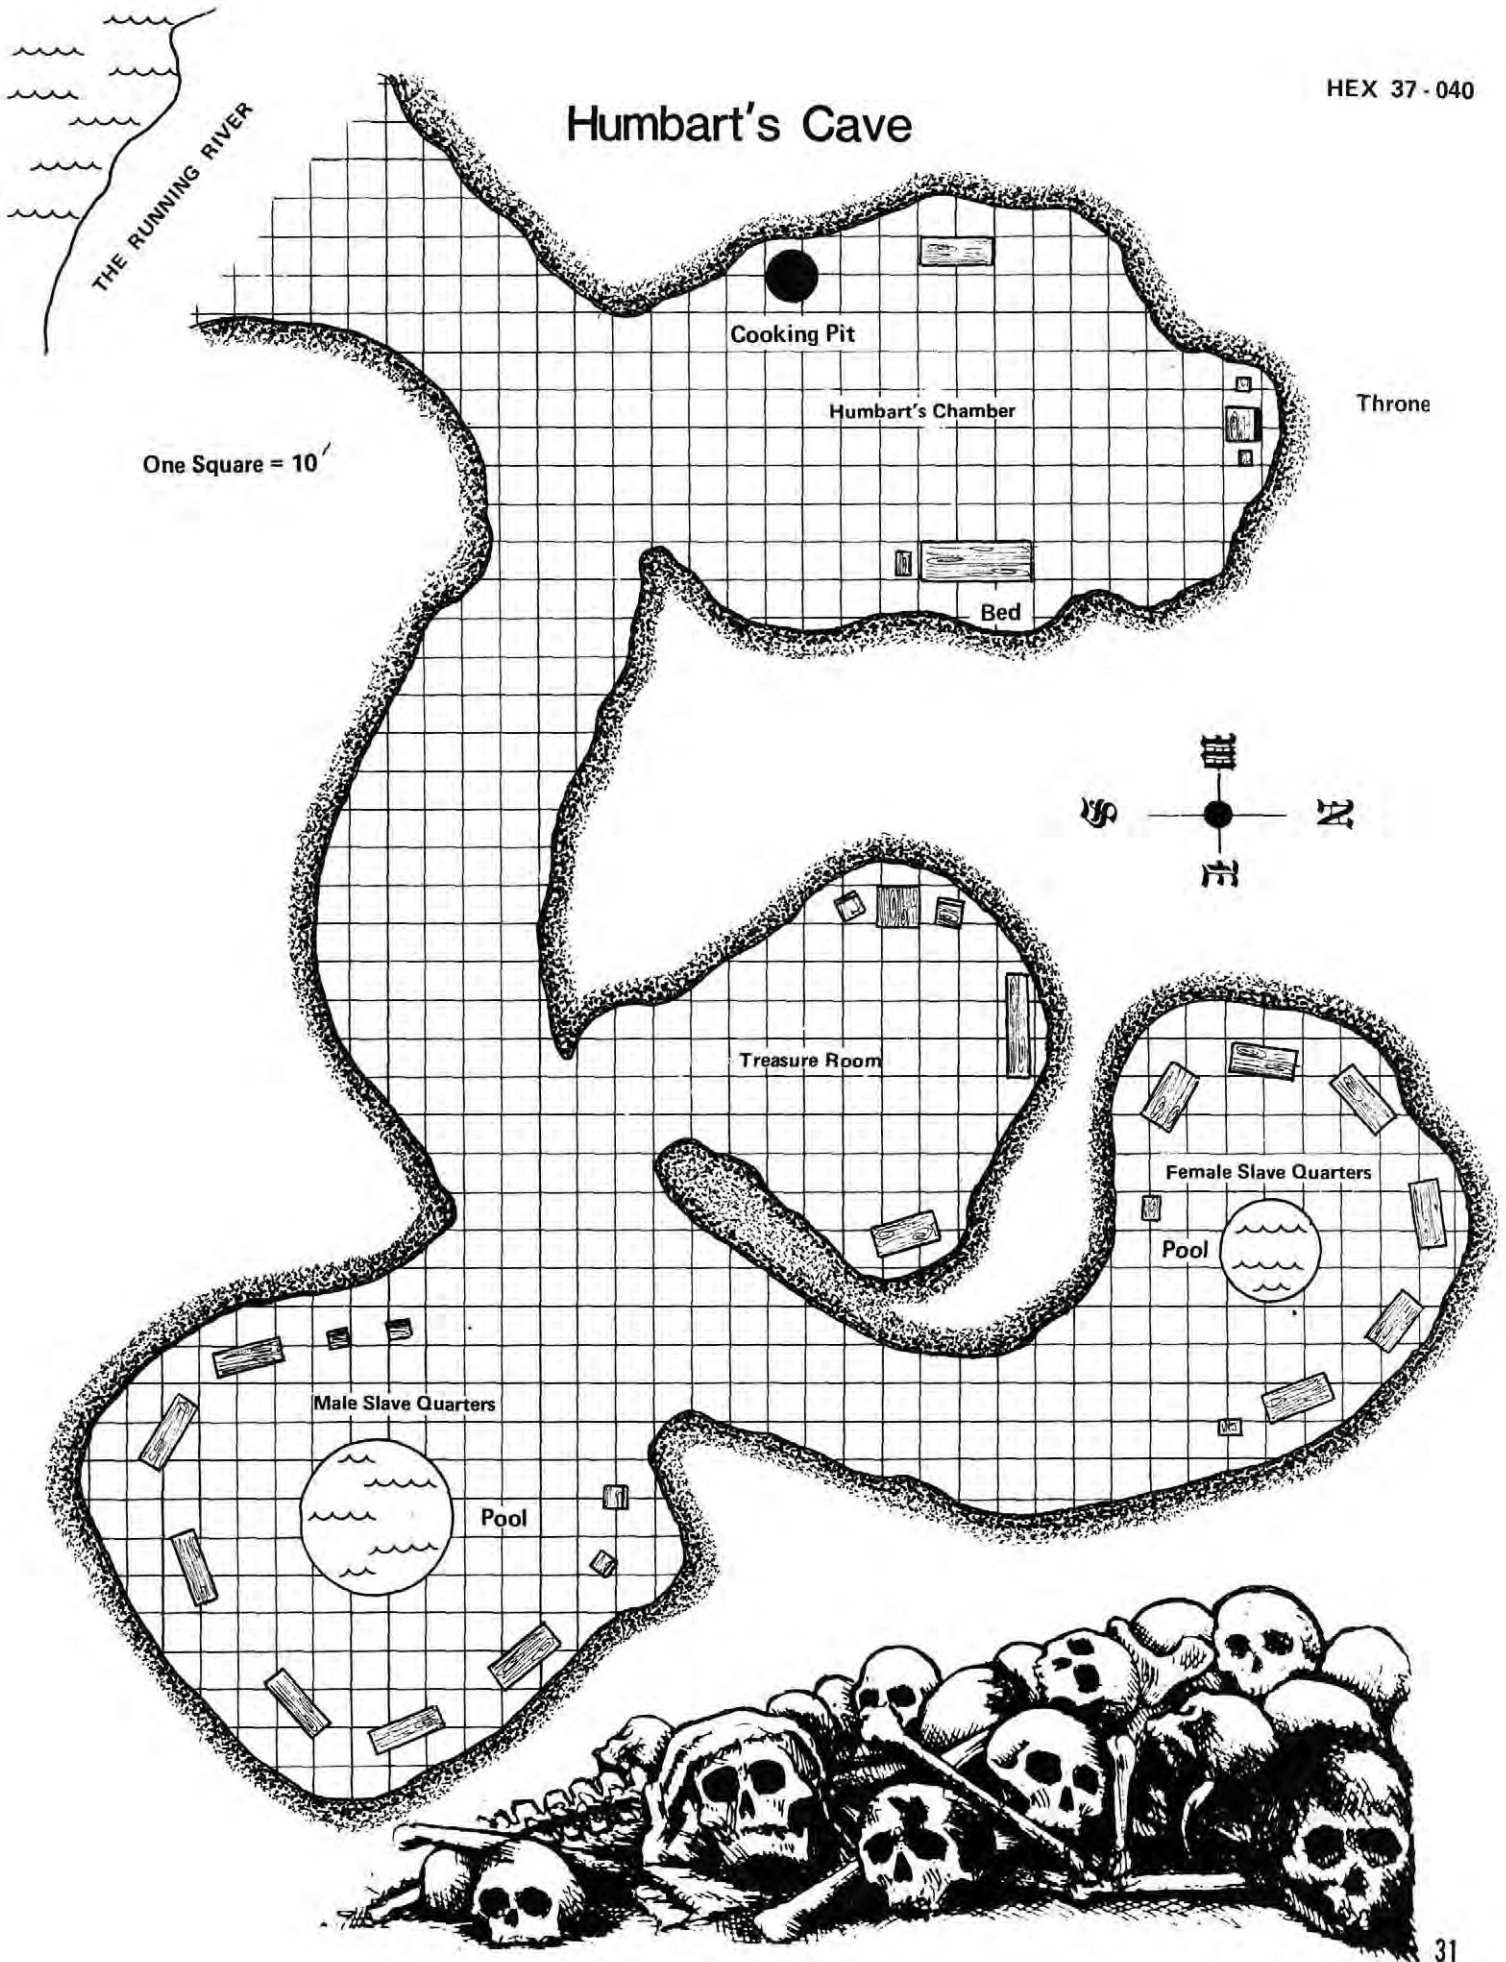 HEX 37-040
Humbart's Cave
THE RUNNING RIVER
Cooking Pit
Humbart's Chamber
Throne
One Square = 10'
Bed
W
S
N
E
Treasure Room
Female Slave Quarters
Pool
Male Slave Quarters
Pool
31